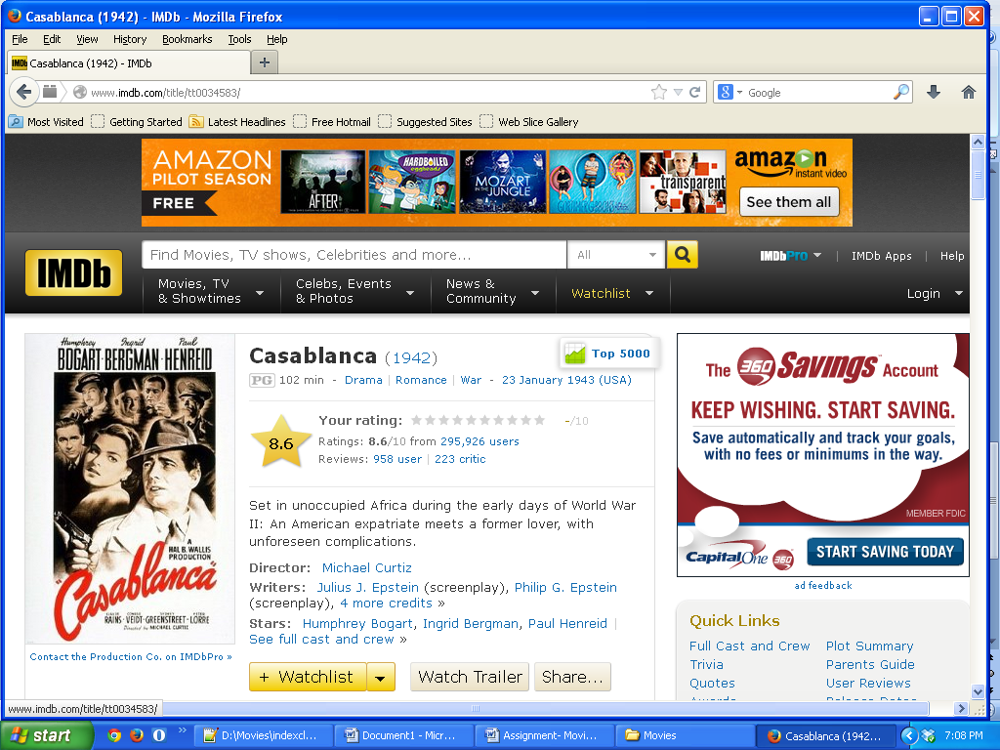 Casablanca (1942) - IMDb - Mozilla Firefox
File Edit View History Bookmarks Tools Help
IMDb Casablanca (1942) - IMDb
www.imdb.com/title/tt0034583/
8 Google
Most Visited Getting Started Latest Headlines Free Hotmail Suggested Sites Web Slice Gallery
AMAZON
PILOT SEASON
FREE
THE AFTER
HARDBOILED eggheads
MOZART IN THE JUNGLE
transparent
amazon
instant video
See them all
IMDb
Find Movies, TV shows, Celebrities and more...
All
IMDbPro | IMDb Apps | Help
Movies, TV
& Showtimes
Celebs, Events
& Photos
News &
Community
Watchlist
Login
Humphrey Ingrid Paul
BOGART BERGMAN HENREID
A
HAL B. WALLIS
PRODUCTION
Casablanca
CLAUDE RAINS CONRAD VEIDT SYDNEY GREENSTREET PETER LORRE
Directed by MICHAEL CURTIZ
Contact the Production Co. on IMDbPro »
Casablanca (1942)
Top 5000
PG 102 min - Drama | Romance | War - 23 January 1943 (USA)
8.6
Your rating: -/10
Ratings: 8.6/10 from 295,926 users
Reviews: 958 user | 223 critic
Set in unoccupied Africa during the early days of World War
II: An American expatriate meets a former lover, with
unforeseen complications.
Director: Michael Curtiz
Writers: Julius J. Epstein (screenplay), Philip G. Epstein
(screenplay), 4 more credits »
Stars: Humphrey Bogart, Ingrid Bergman, Paul Henreid |
See full cast and crew »
+ Watchlist
Watch Trailer
Share...
The 360 Savings™ Account
KEEP WISHING. START SAVING.
Save automatically and track your goals,
with no fees or minimums in the way.
MEMBER FDIC
Capital One 360
START SAVING TODAY
ad feedback
Quick Links
Full Cast and Crew Plot Summary
Trivia Parents Guide
Quotes User Reviews
Awards Release Dates
www.imdb.com/title/tt0034583/
start
D:\Movies\indexcl...
Document1 - Micr...
Assignment- Movi...
Movies
Casablanca (1942...
7:08 PM